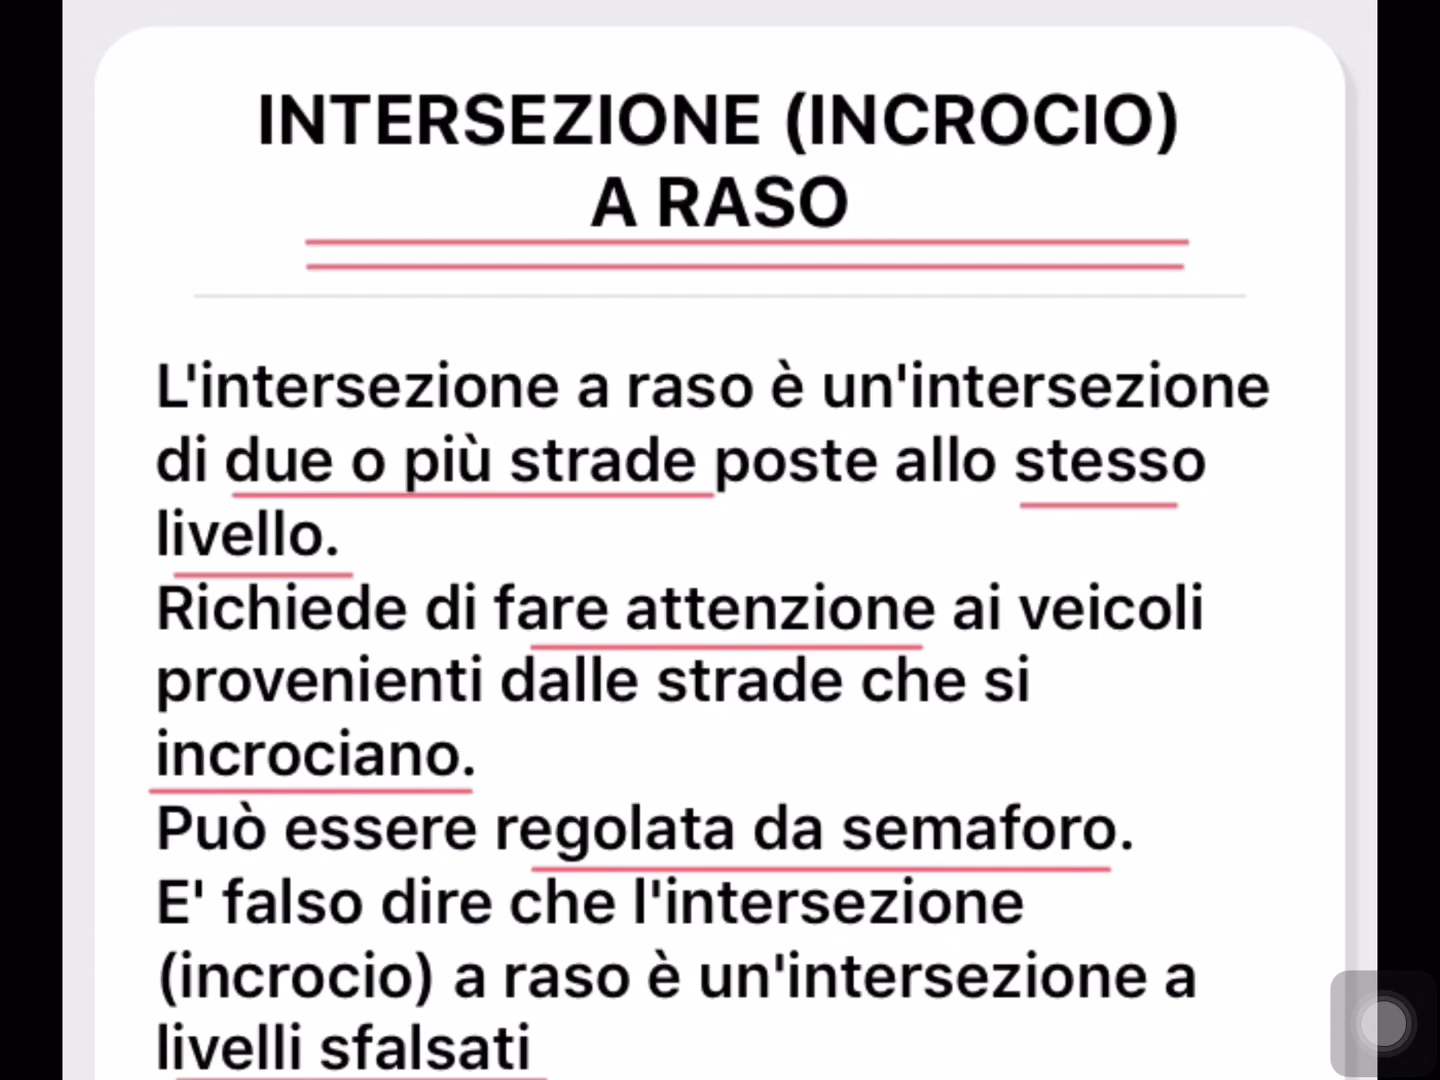 INTERSEZIONE (INCROCIO)
A RASO
L'intersezione a raso è un'intersezione
di due o più strade poste allo stesso
livello.
Richiede di fare attenzione ai veicoli
provenienti dalle strade che si
incrociano.
Può essere regolata da semaforo.
E' falso dire che l'intersezione
(incrocio) a raso è un'intersezione a
livelli sfalsati